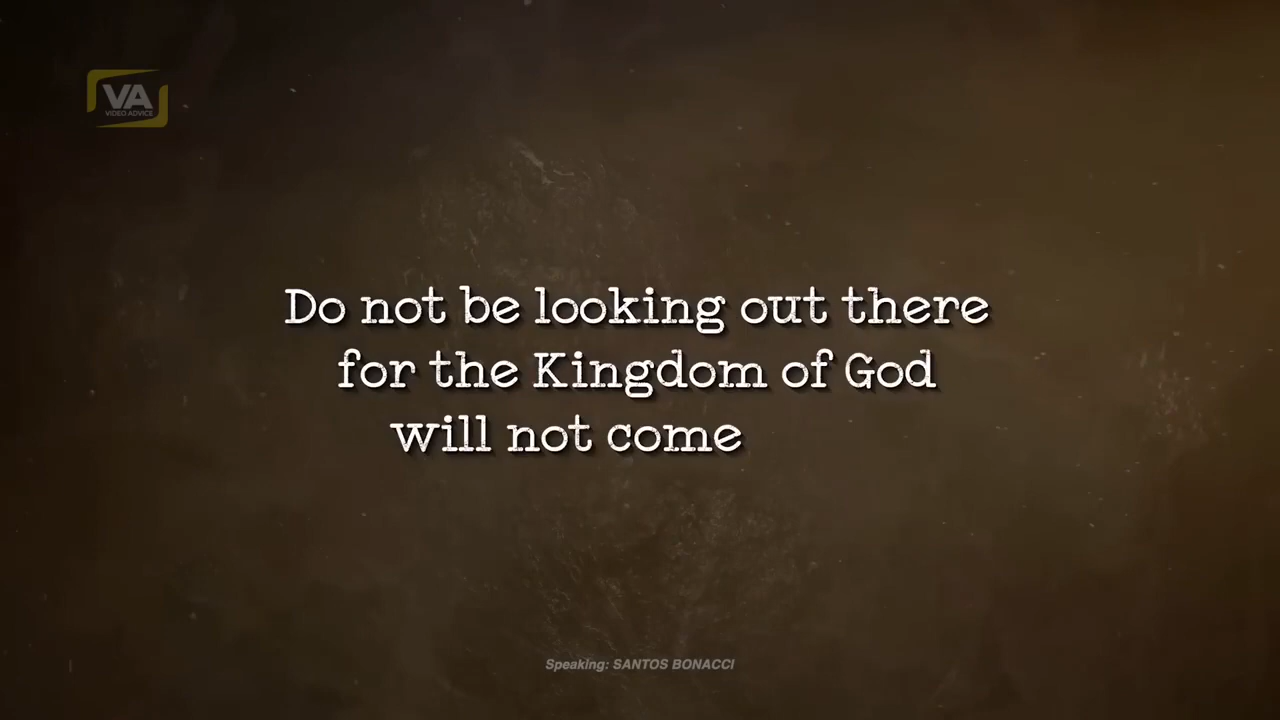 VA
VIDEO ADVICE
Do not be looking out there
for the Kingdom of God
will not come
Speaking: SANTOS BONACCI